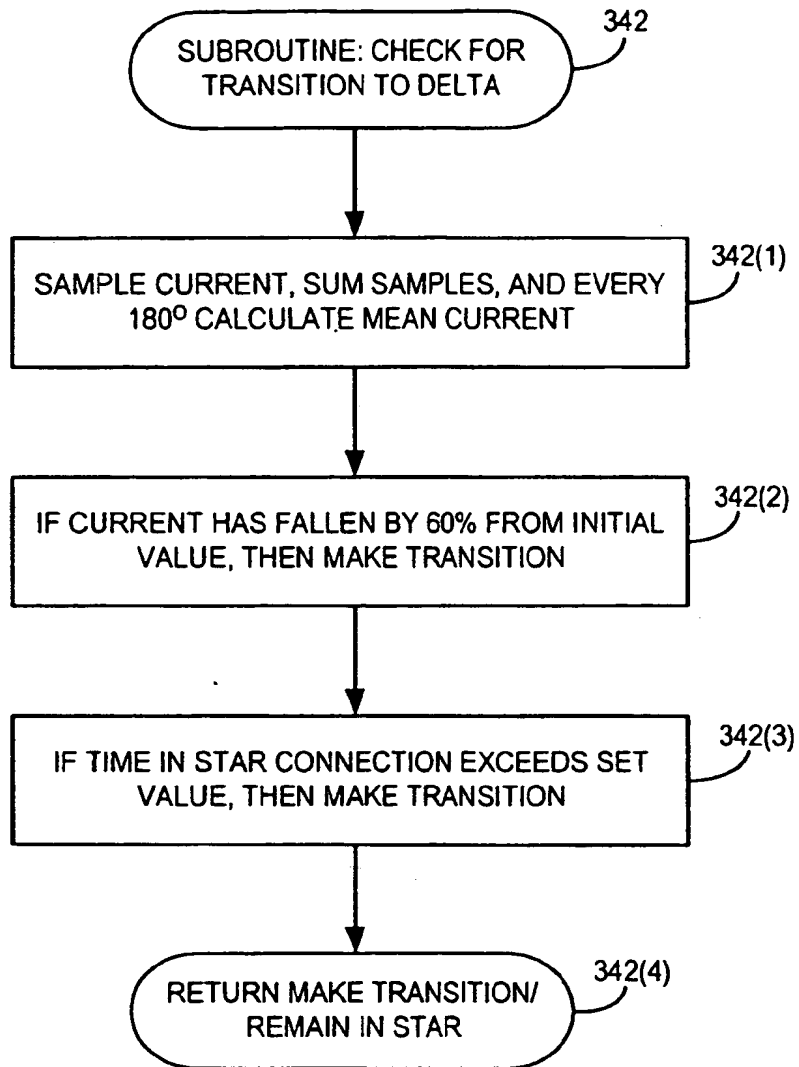 342
SUBROUTINE: CHECK FOR
TRANSITION TO DELTA
342(1)
SAMPLE CURRENT, SUM SAMPLES, AND EVERY
180º CALCULATE MEAN CURRENT
342(2)
IF CURRENT HAS FALLEN BY 60% FROM INITIAL
VALUE, THEN MAKE TRANSITION
342(3)
IF TIME IN STAR CONNECTION EXCEEDS SET
VALUE, THEN MAKE TRANSITION
342(4)
RETURN MAKE TRANSITION/
REMAIN IN STAR